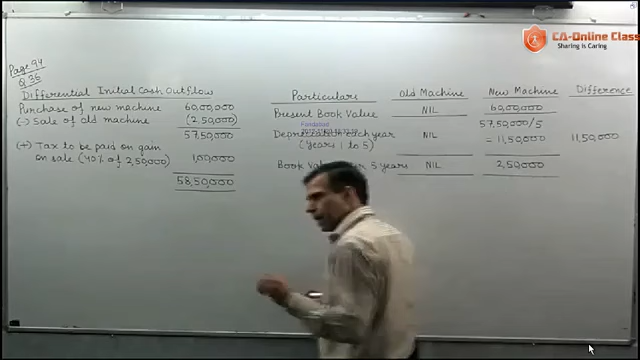 Page 94
Q 36
Differential Initial Cash Outflow
Purchase of new machine 60,00,000
(-) Sale of old machine (2,50,000)
57,50,000
(+) Tax to be paid on gain
on sale (40% of 2,50,000) 1,00,000
58,50,000
Particulars Old Machine New Machine Difference
Present Book Value NIL 60,00,000
57,50,000/5
Depreciation each year NIL = 11,50,000 11,50,000
(Years 1 to 5)
Book Value 5 years NIL 2,50,000
CA-Online Class
Sharing is Caring